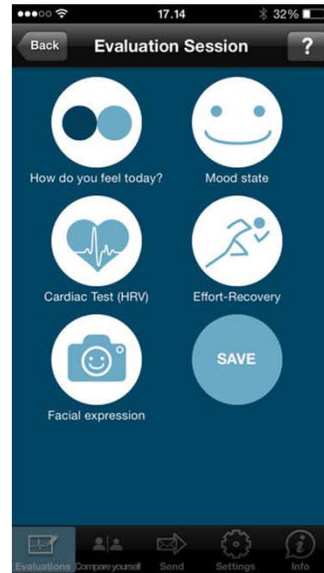 17.14 32%
Back Evaluation Session ?
How do you feel today? Mood state
Cardiac Test (HRV) Effort-Recovery
SAVE
Facial expression
Evaluations Compare yourself Send Settings Info